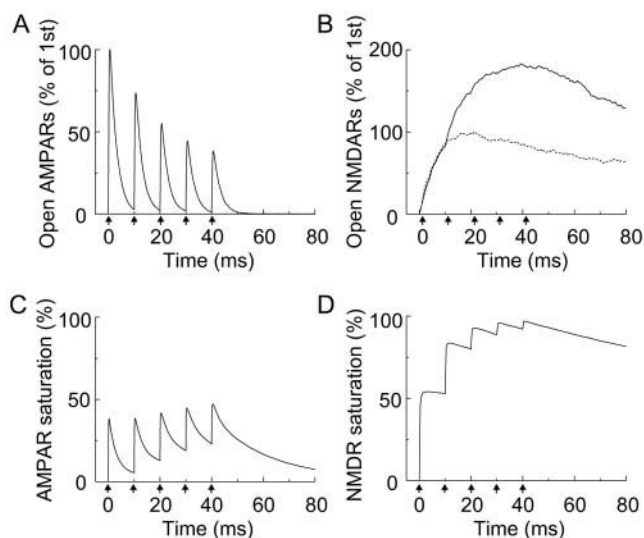 A
Open AMPARs (% of 1st)
100
50
0
0 20 40 60 80
Time (ms)
B
Open NMDARs (% of 1st)
200
100
0
0 20 40 60 80
Time (ms)
C
AMPAR saturation (%)
100
50
0
0 20 40 60 80
Time (ms)
D
NMDR saturation (%)
100
50
0
0 20 40 60 80
Time (ms)